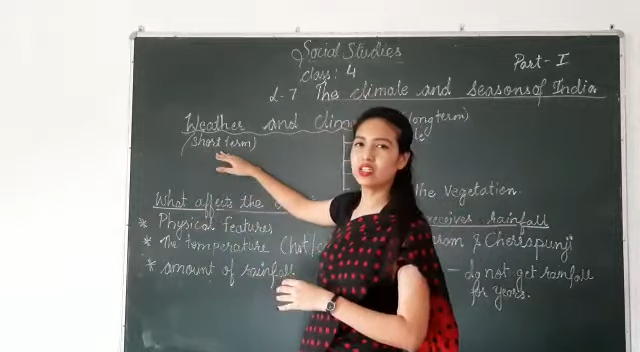 Social Studies
class: 4
Part-I
L-7 The climate and seasons of India
Weather and Clim
(short term)
(long term)
What affects the
the vegetation.
* Physical features
receives rainfall
* The temperature (hot/c
& Cherrapunji
* amount of rainfall
– do not get rainfall
for years.